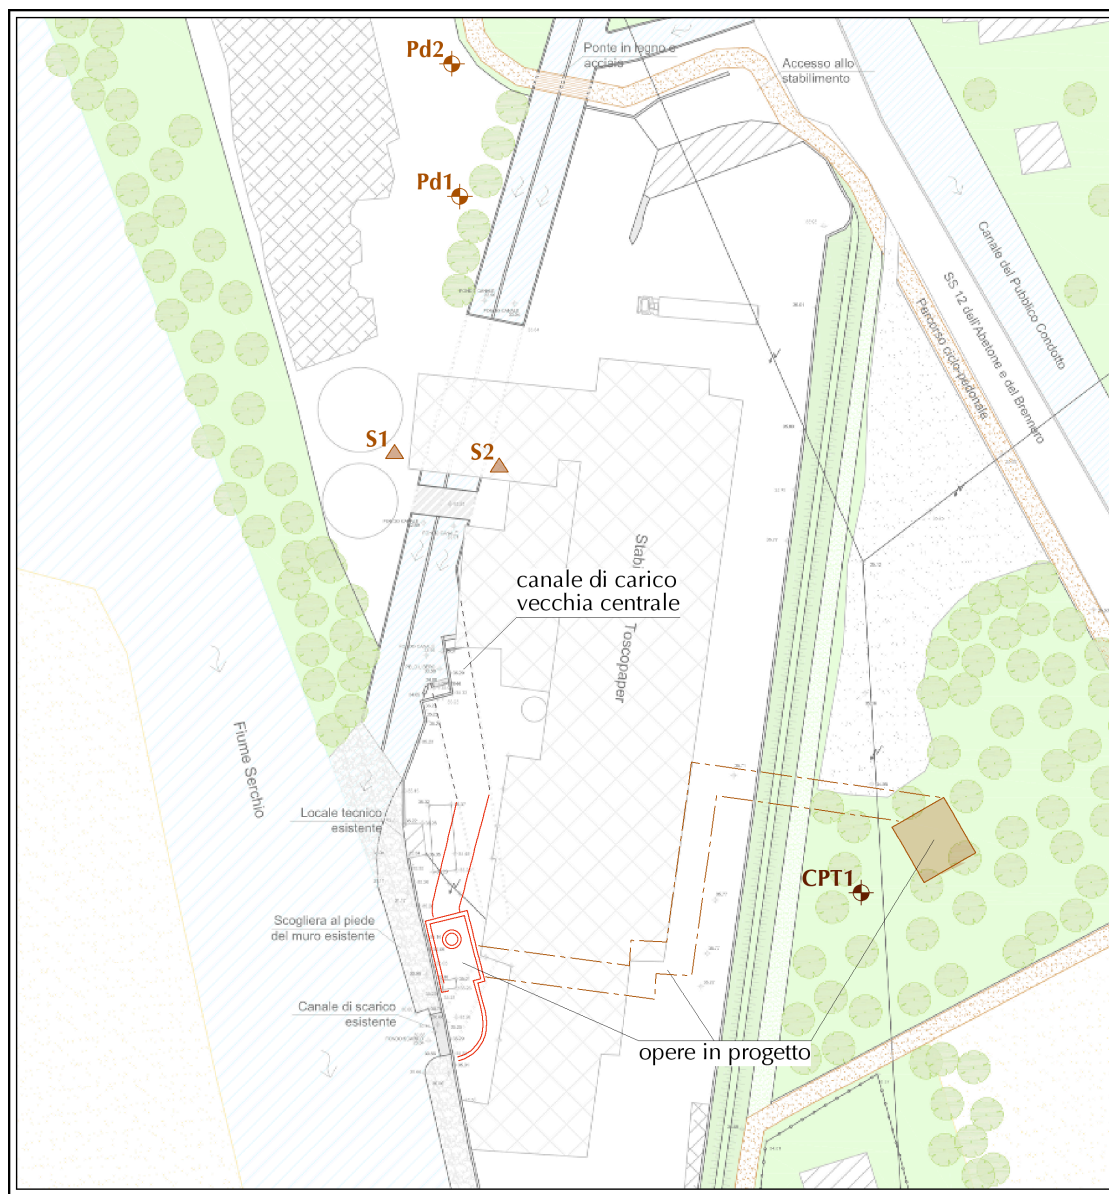 Pd2
Ponte in legno e
acciaia
Accesso allo
stabilimento
Pd1
Canale del Pubblico Condotto
SS 12 dell'Abetone e del Brennero
Percorso ciclo-pedonale
S1
S2
Stabi
Toscopaper
canale di carico
vecchia centrale
Fiume Serchio
Locale tecnico
esistente
CPT1
Scogliera al piede
del muro esistente
Canale di scarico
esistente
opere in progetto